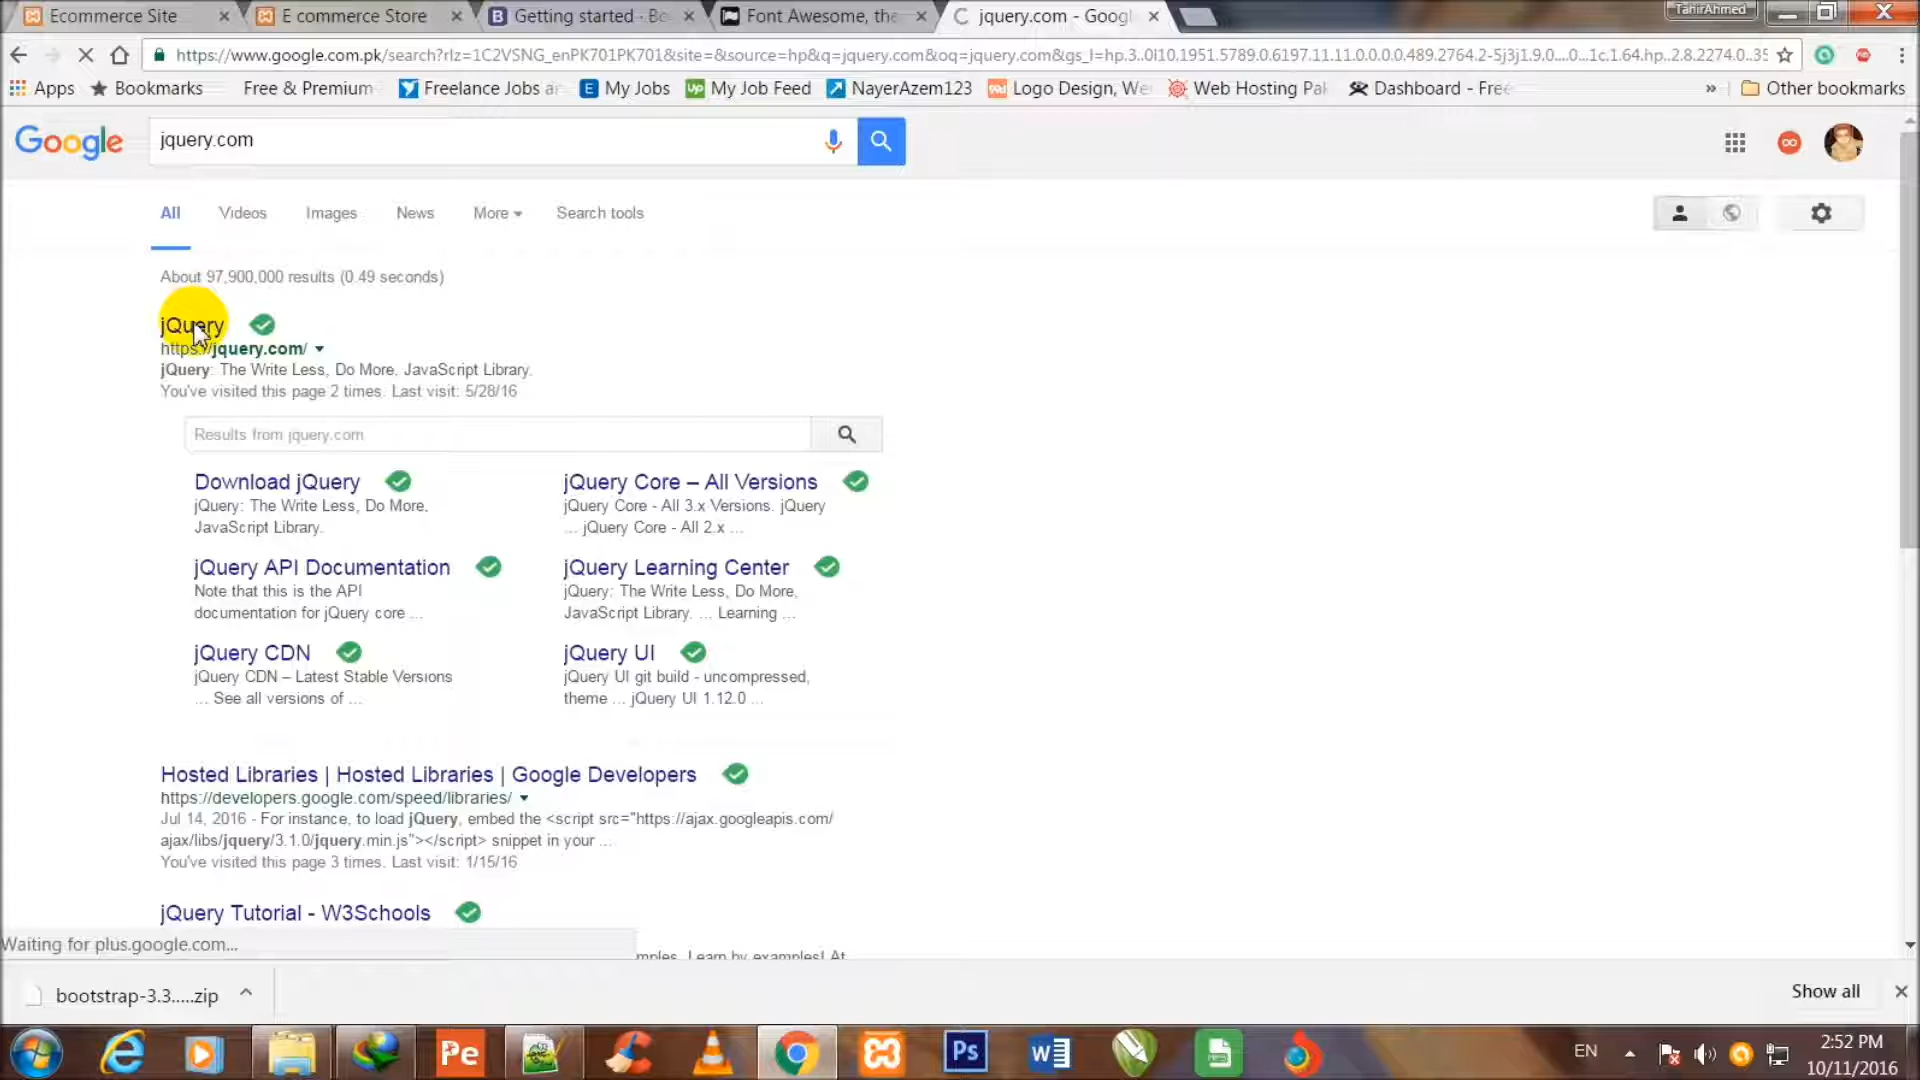 Ecommerce Site
E commerce Store
Getting started · Bo
Font Awesome, the
jquery.com - Googl
TahirAhmed
https://www.google.com.pk/search?rlz=1C2VSNG_enPK701PK701&site=&source=hp&q=jquery.com&oq=jquery.com&gs_l=hp.3..0l10.1951.5789.0.6197.11.11.0.0.0.0.489.2764.2-5j3j1.9.0....0...1c.1.64.hp..2.8.2274.0..35
Apps
Bookmarks
Free & Premium
Freelance Jobs an
My Jobs
My Job Feed
NayerAzem123
Logo Design, We
Web Hosting Pak
Dashboard - Free
»
Other bookmarks
Google
jquery.com
All
Videos
Images
News
More
Search tools
About 97,900,000 results (0.49 seconds)
jQuery
https://jquery.com/
jQuery: The Write Less, Do More, JavaScript Library.
You've visited this page 2 times. Last visit: 5/28/16
Results from jquery.com
Download jQuery
jQuery: The Write Less, Do More,
JavaScript Library.
jQuery Core – All Versions
jQuery Core - All 3.x Versions. jQuery
... jQuery Core - All 2.x ...
jQuery API Documentation
Note that this is the API
documentation for jQuery core ...
jQuery Learning Center
jQuery: The Write Less, Do More,
JavaScript Library. ... Learning ...
jQuery CDN
jQuery CDN – Latest Stable Versions
... See all versions of ...
jQuery UI
jQuery UI git build - uncompressed,
theme ... jQuery UI 1.12.0 ...
Hosted Libraries | Hosted Libraries | Google Developers
https://developers.google.com/speed/libraries/
Jul 14, 2016 - For instance, to load jQuery, embed the <script src="https://ajax.googleapis.com/
ajax/libs/jquery/3.1.0/jquery.min.js"></script> snippet in your ...
You've visited this page 3 times. Last visit: 1/15/16
jQuery Tutorial - W3Schools
Waiting for plus.google.com...
mples. Learn by examples! At
bootstrap-3.3.....zip
Show all
Pe
Ps
W
EN
2:52 PM
10/11/2016